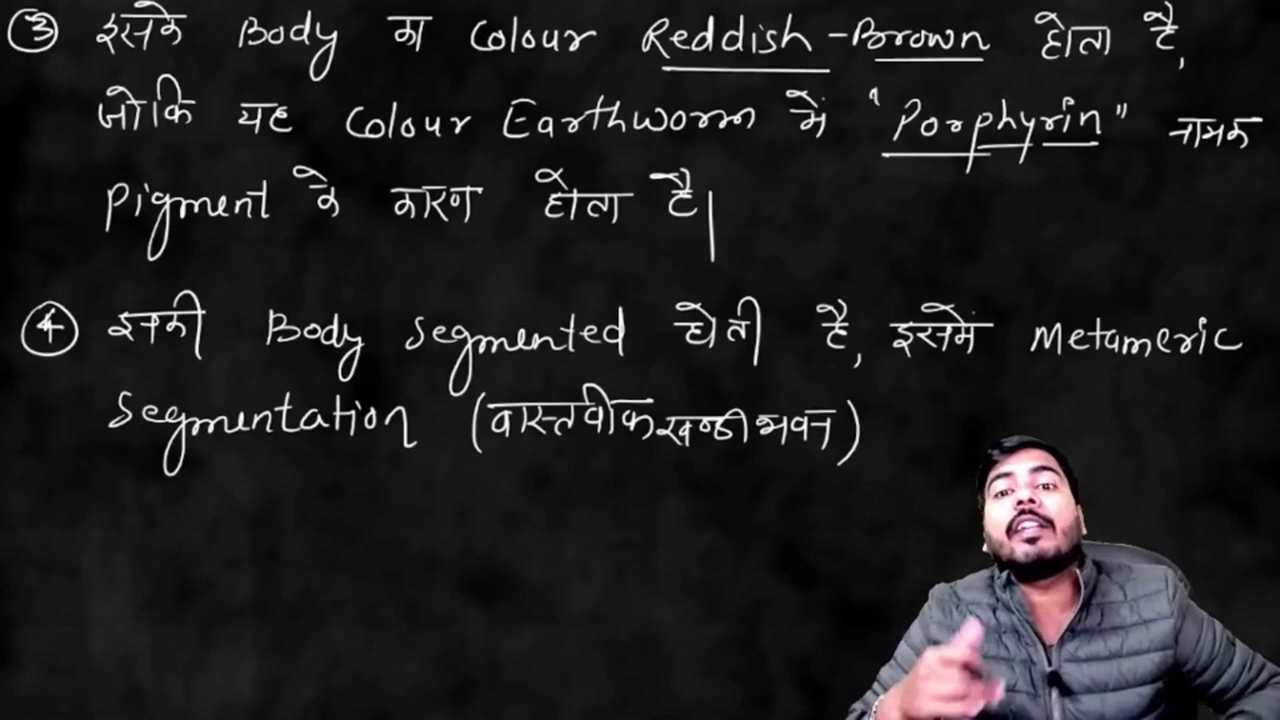 ③ इसके Body का Colour Reddish-Brown होता है,
जोकि यह Colour Earthworm में "Porphyrin" नामक
Pigment के कारण होता है|
④ इसकी Body Segmented होती है, इसमें Metameric
Segmentation (वास्तवीक खण्डीभवन)